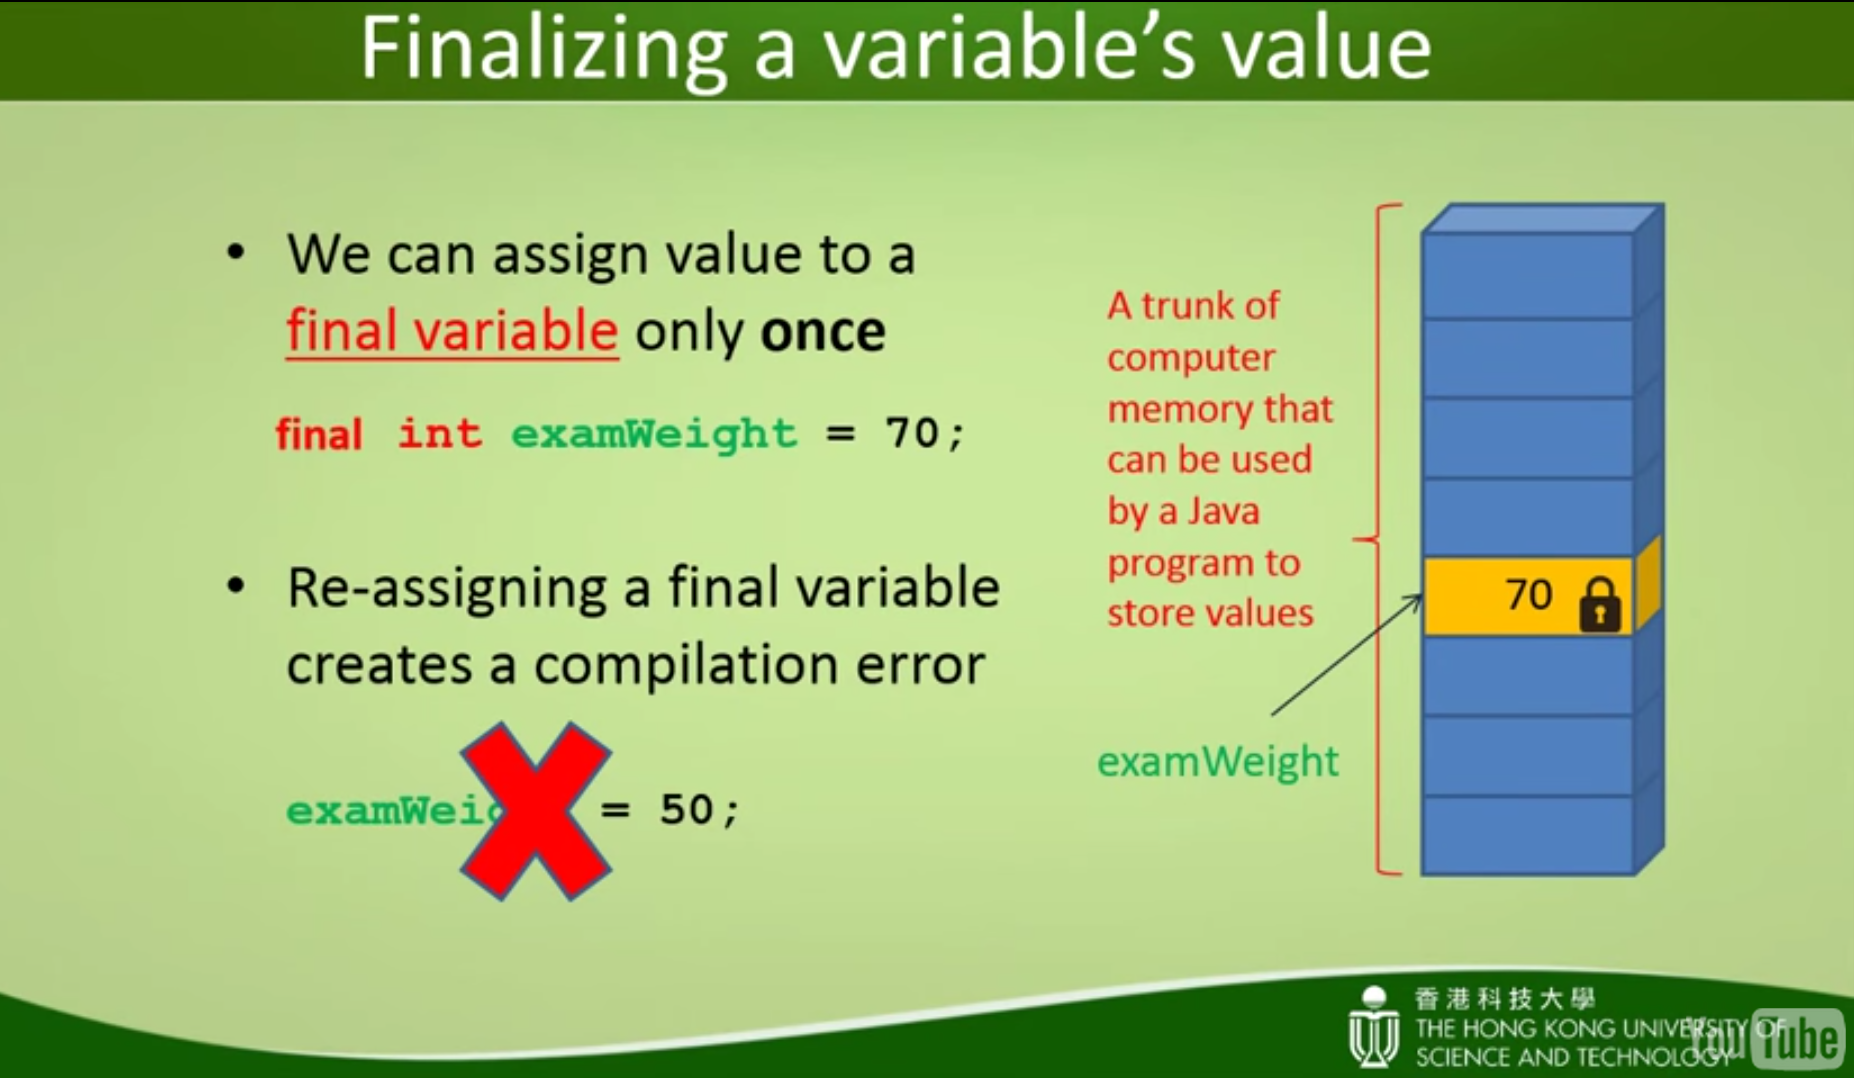 Finalizing a variable’s value
• We can assign value to a
final variable only once
final int examWeight = 70;
• Re-assigning a final variable
creates a compilation error
= 50;
A trunk of
computer
memory that
can be used
by a Java
program to
store values
70
examWeight
香港科技大學
THE HONG KONG UNIVERSITY OF
SCIENCE AND TECHNOLOGY
YouTube